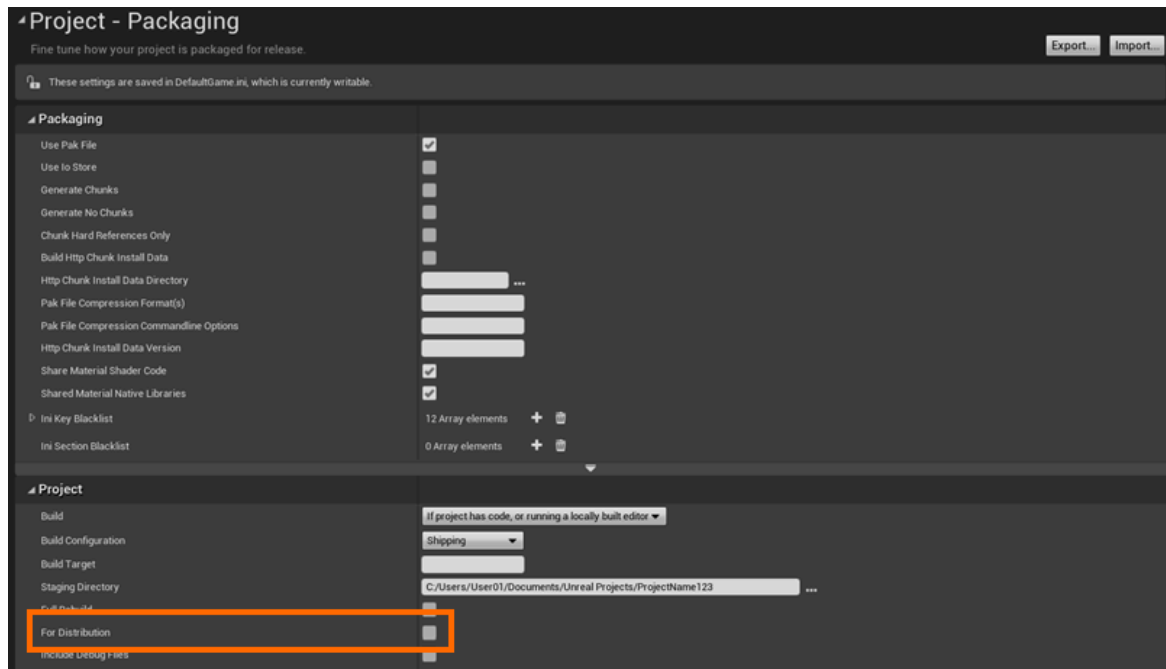 Project - Packaging
Fine tune how your project is packaged for release.
Export... Import...
These settings are saved in DefaultGame.ini, which is currently writable.
Packaging
Use Pak File
Use Io Store
Generate Chunks
Generate No Chunks
Chunk Hard References Only
Build Http Chunk Install Data
Http Chunk Install Data Directory ...
Pak File Compression Format(s)
Pak File Compression Commandline Options
Http Chunk Install Data Version
Share Material Shader Code
Shared Material Native Libraries
Ini Key Blacklist 12 Array elements
Ini Section Blacklist 0 Array elements
Project
Build If project has code, or running a locally built editor
Build Configuration Shipping
Build Target
Staging Directory C:/Users/User01/Documents/Unreal Projects/ProjectName123 ...
Full Rebuild
For Distribution
Include Debug Files